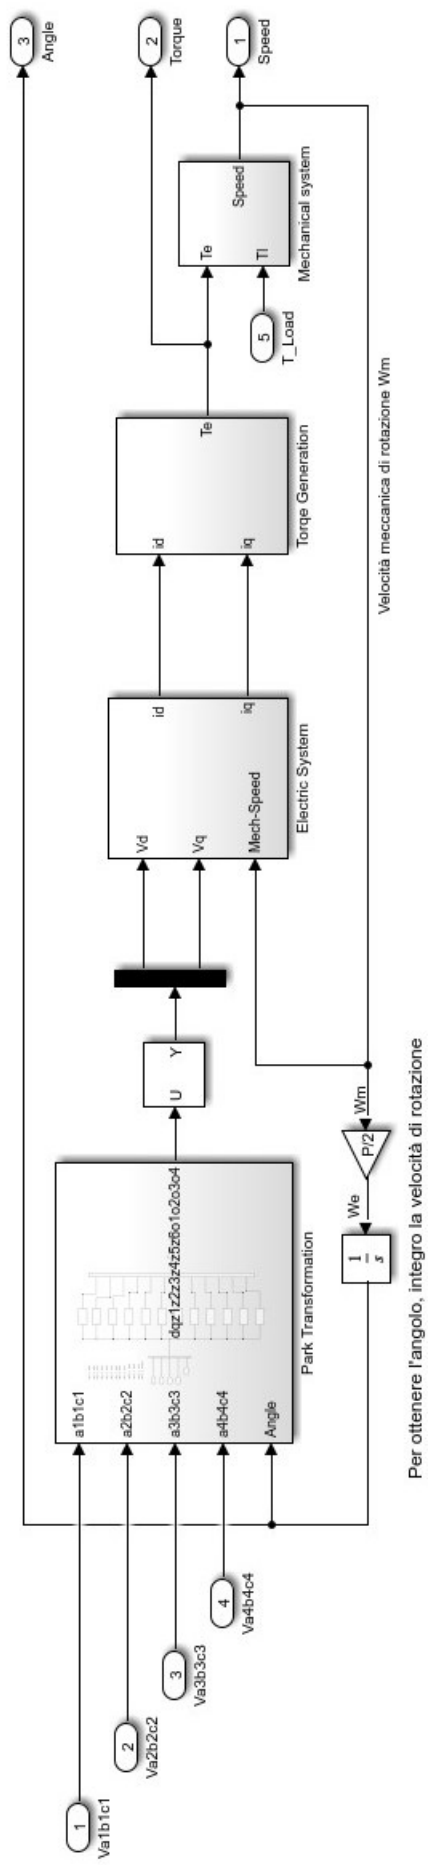 3
Angle
2
Torque
1
Speed
Speed
Te
Tl
Mechanical system
5
T_Load
Te
id
iq
Torqe Generation
id
iq
Vd
Vq
Mech-Speed
Electric System
Velocità meccanica di rotazione Wm
U
Y
a1b1c1
a2b2c2
a3b3c3
a4b4c4
Angle
dqz1z2z3z4z5z6o1o2o3o4
Park Transformation
Wm
P/2
We
1
s
Per ottenere l'angolo, integro la velocità di rotazione
1
Va1b1c1
2
Va2b2c2
3
Va3b3c3
4
Va4b4c4